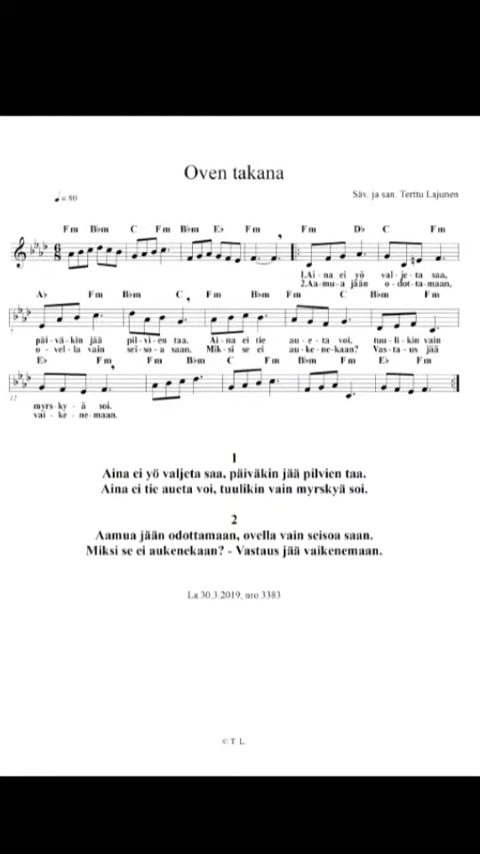 Oven takana
♩= 80
Säv. ja san. Terttu Lajunen
Fm B♭m C Fm B♭m E♭ Fm Fm D♭ C Fm
1.Ai - na ei yö val - je - ta saa,
2.Aa - mu - a jään o - dot - ta - maan,
A♭ Fm B♭m C Fm B♭m Fm C B♭m Fm
päi - vä - kin jää pil - vi - en taa. Ai - na ei tie au - e - ta voi, tuu - li - kin vain
o - vel - la vain sei - so - a saan. Mik - si se ei au - ke - ne - kaan? Vas - ta - us jää
E♭ Fm B♭m C Fm C B♭m Fm E♭ Fm
12
myrs - ky - ä soi.
vai - ke - ne - maan.
1
Aina ei yö valjeta saa, päiväkin jää pilvien taa.
Aina ei tie aueta voi, tuulikin vain myrskyä soi.
2
Aamua jään odottamaan, ovella vain seisoa saan.
Miksi se ei aukenekaan? - Vastaus jää vaikenemaan.
La 30.3.2019, nro 3383
© T. L.